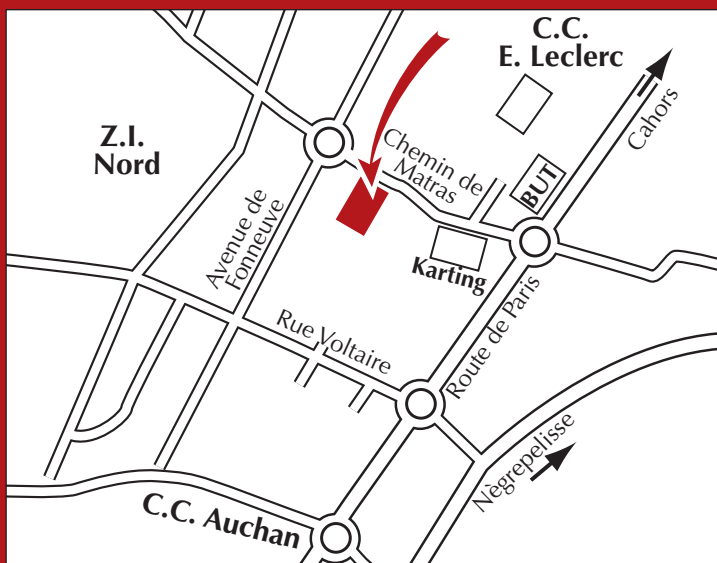 C.C.
E. Leclerc
Z.I.
Nord
Chemin de
Matras
Cahors
BUT
Avenue de
Fonneuve
Karting
Rue Voltaire
Route de Paris
Nègrepelisse
C.C. Auchan